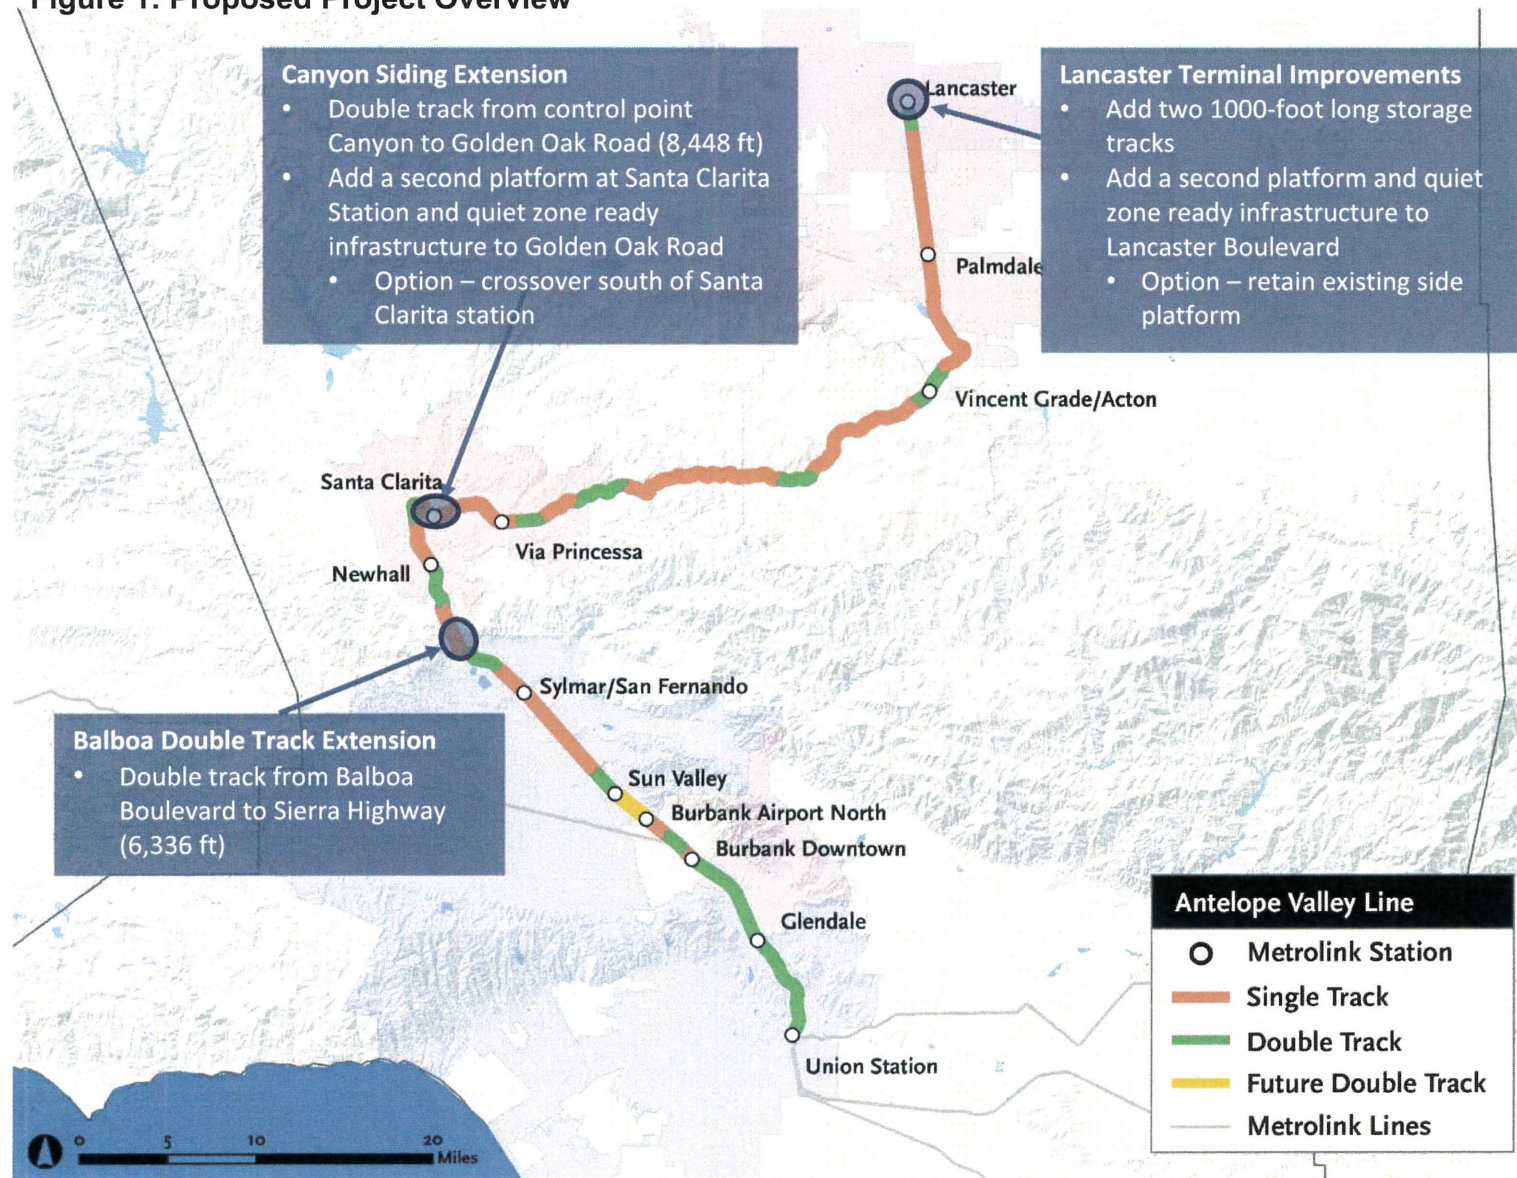 Figure 1: Proposed Project Overview
Canyon Siding Extension
• Double track from control point
Canyon to Golden Oak Road (8,448 ft)
• Add a second platform at Santa Clarita
Station and quiet zone ready
infrastructure to Golden Oak Road
• Option – crossover south of Santa
Clarita station
Lancaster Terminal Improvements
• Add two 1000-foot long storage
tracks
• Add a second platform and quiet
zone ready infrastructure to
Lancaster Boulevard
• Option – retain existing side
platform
Lancaster
Palmdale
Vincent Grade/Acton
Santa Clarita
Via Princessa
Newhall
Sylmar/San Fernando
Balboa Double Track Extension
• Double track from Balboa
Boulevard to Sierra Highway
(6,336 ft)
Sun Valley
Burbank Airport North
Burbank Downtown
Glendale
Union Station
Antelope Valley Line
Metrolink Station
Single Track
Double Track
Future Double Track
Metrolink Lines
0 5 10 20
Miles